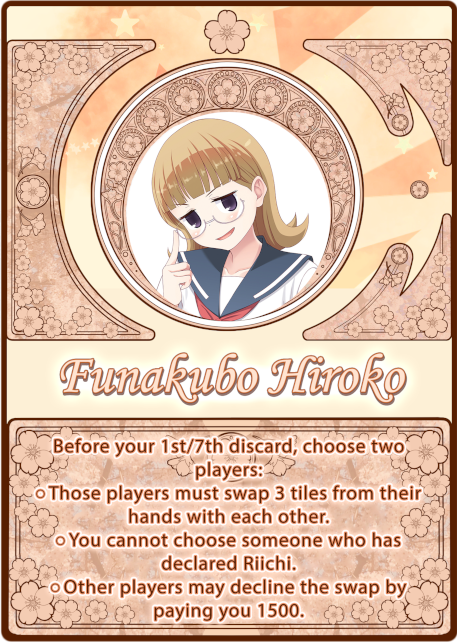 Funakubo Hiroko
Before your 1st/7th discard, choose two
players:
○Those players must swap 3 tiles from their
hands with each other.
○You cannot choose someone who has
declared Riichi.
○Other players may decline the swap by
paying you 1500.